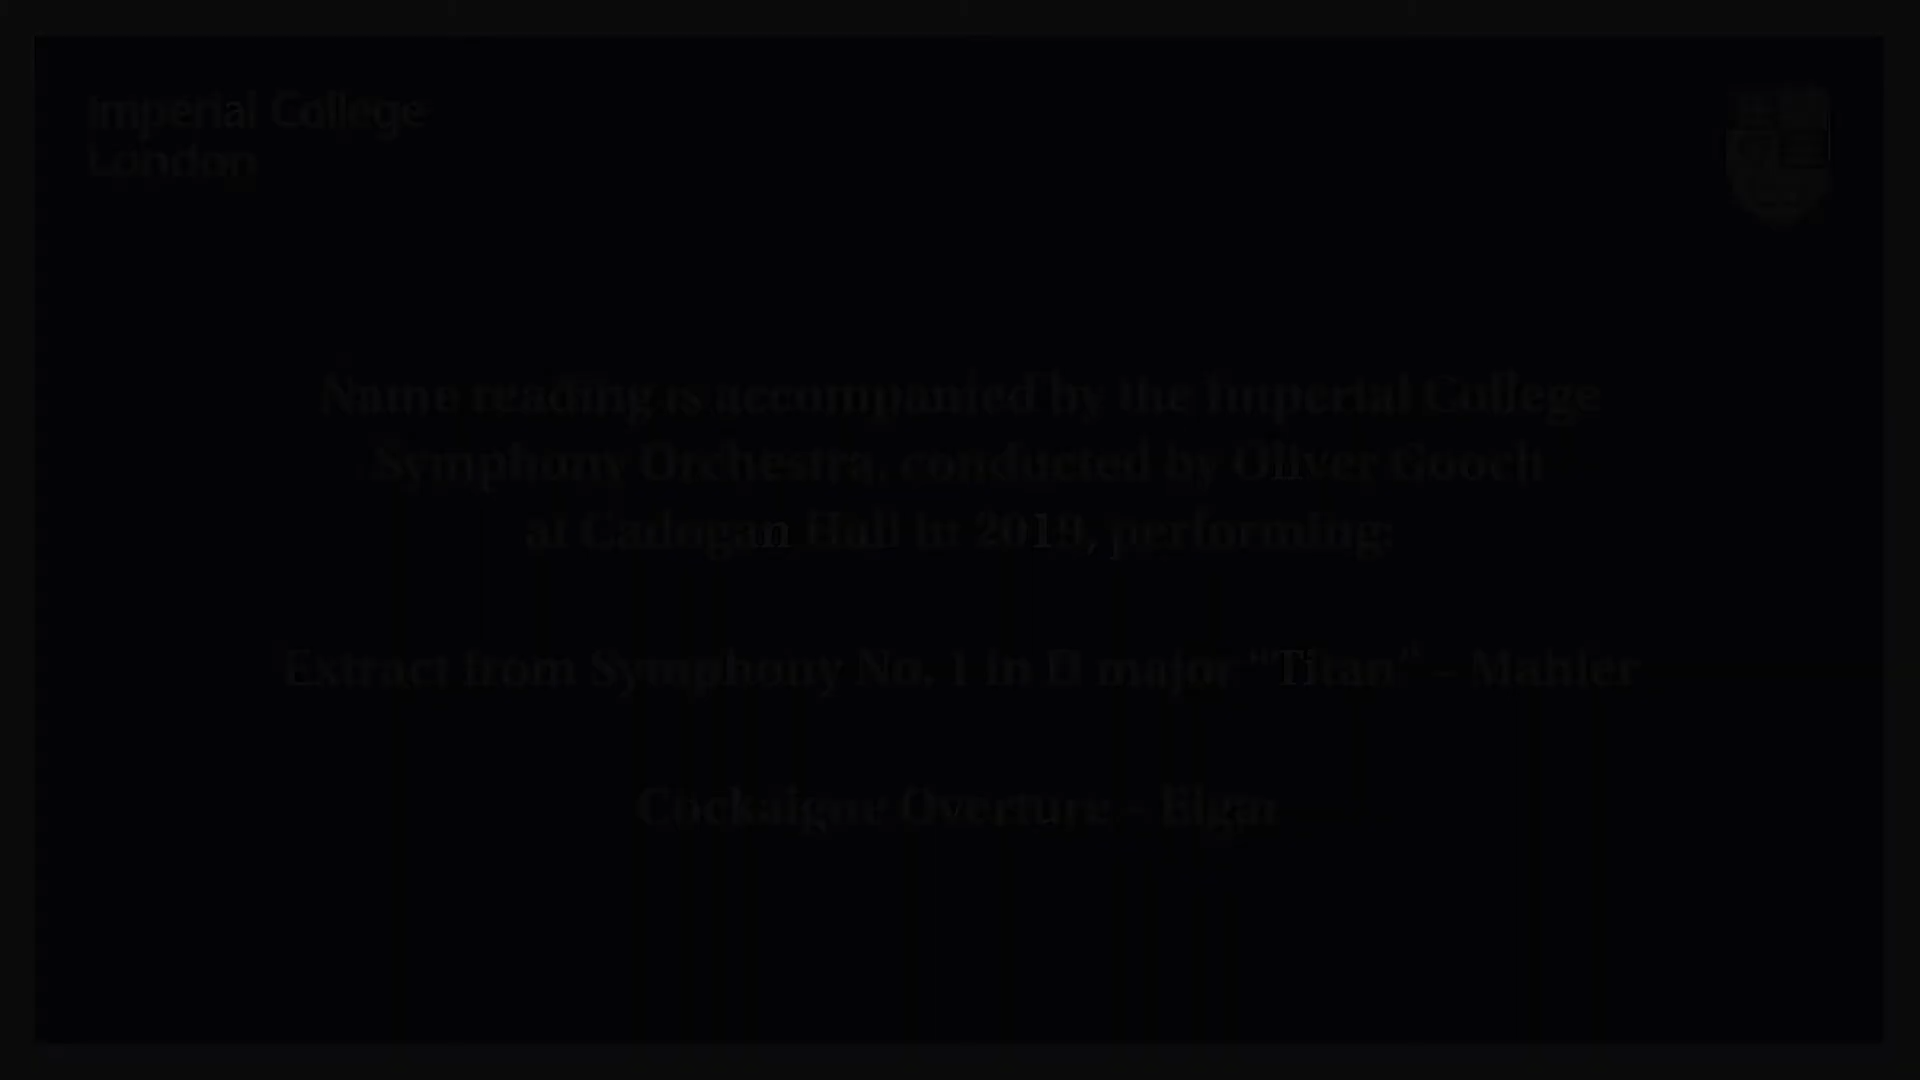 Imperial College
London
Name reading is accompanied by the Imperial College
Symphony Orchestra, conducted by Oliver Gooch
at Cadogan Hall in 2019, performing:
Extract from Symphony No. 1 in D major "Titan" – Mahler
Cockaigne Overture – Elgar